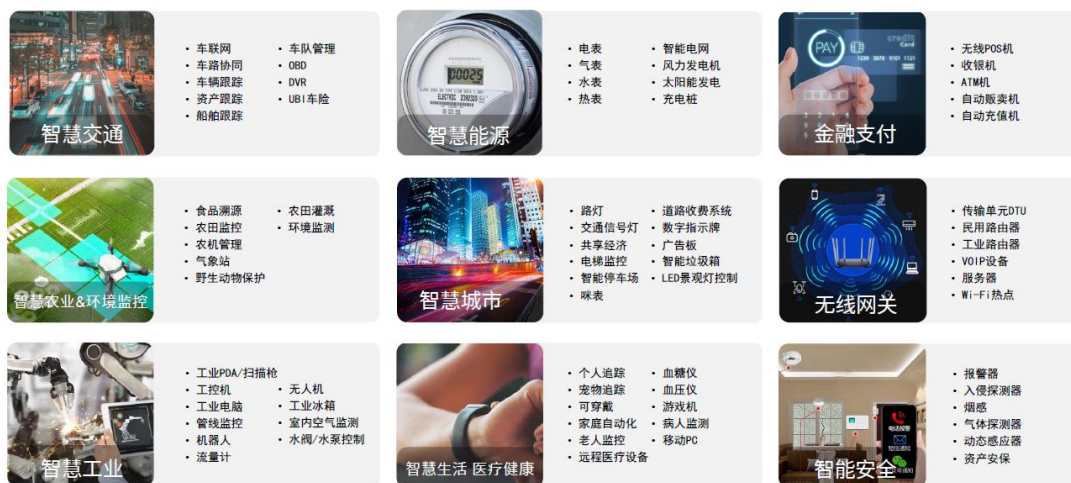 智慧交通
• 车联网
• 车路协同
• 车辆跟踪
• 资产跟踪
• 船舶跟踪
• 车队管理
• OBD
• DVR
• UBI车险
00025
ELECTRIC
智慧能源
• 电表
• 气表
• 水表
• 热表
• 智能电网
• 风力发电机
• 太阳能发电
• 充电桩
PAY
credit
Card
金融支付
• 无线POS机
• 收银机
• ATM机
• 自动贩卖机
• 自动充值机
智慧农业&环境监控
• 食品溯源
• 农田监控
• 农机管理
• 气象站
• 野生动物保护
• 农田灌溉
• 环境监测
智慧城市
• 路灯
• 交通信号灯
• 共享经济
• 电梯监控
• 智能停车场
• 咪表
• 道路收费系统
• 数字指示牌
• 广告板
• 智能垃圾箱
• LED景观灯控制
无线网关
• 传输单元DTU
• 民用路由器
• 工业路由器
• VOIP设备
• 服务器
• Wi-Fi热点
智慧工业
• 工业PDA/扫描枪
• 工控机
• 工业电脑
• 管线监控
• 机器人
• 流量计
• 无人机
• 工业冰箱
• 室内空气监测
• 水阀/水泵控制
智慧生活 医疗健康
• 个人追踪
• 宠物追踪
• 可穿戴
• 家庭自动化
• 老人监控
• 远程医疗设备
• 血糖仪
• 血压仪
• 游戏机
• 病人监测
• 移动PC
电话报警
短信通知
智能安全
• 报警器
• 入侵探测器
• 烟感
• 气体探测器
• 动态感应器
• 资产安保